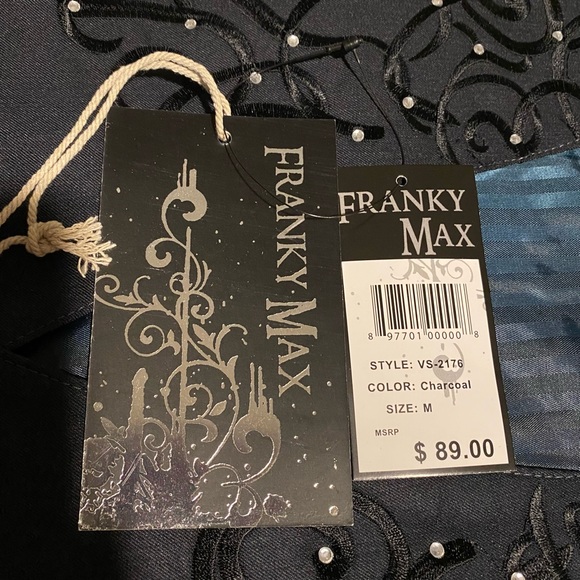 FRANKY MAX
FRANKY
MAX
8 97701 00000 8
STYLE: VS-2176
COLOR: Charcoal
SIZE: M
MSRP
$ 89.00